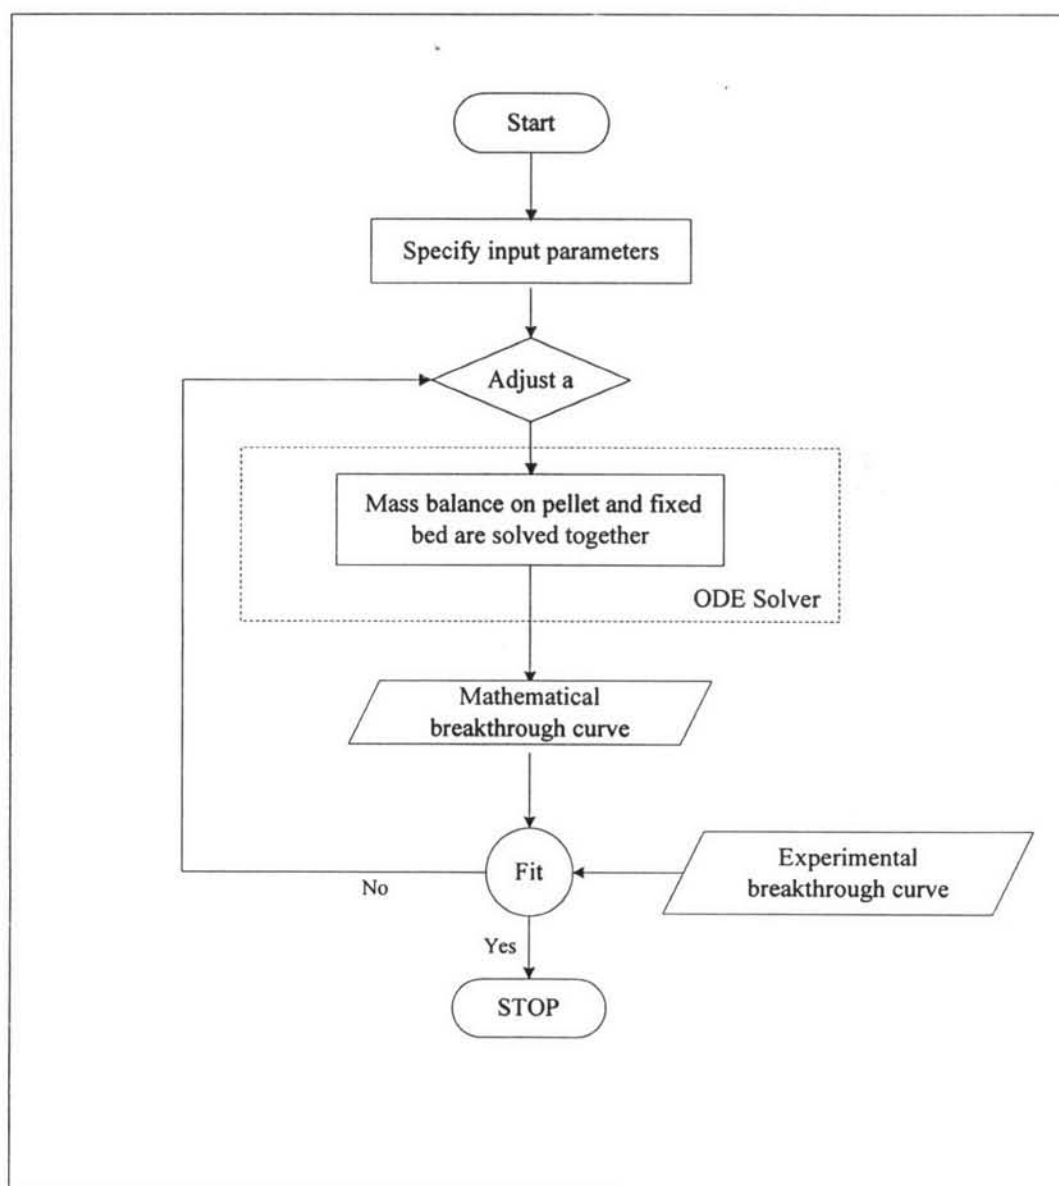 Start
Specify input parameters
Adjust a
Mass balance on pellet and fixed
bed are solved together
ODE Solver
Mathematical
breakthrough curve
Fit
Experimental
breakthrough curve
No
Yes
STOP